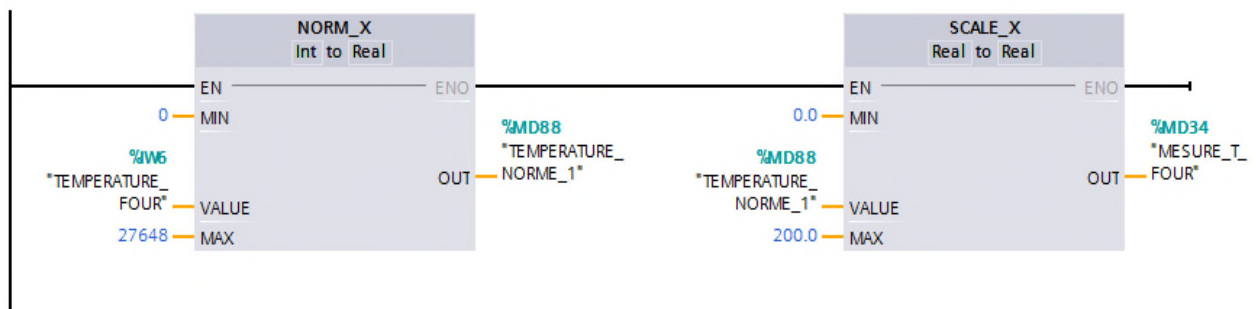 NORM_X
Int to Real
EN
ENO
0
MIN
%IW6
"TEMPERATURE_
FOUR"
VALUE
27648
MAX
OUT
%MD88
"TEMPERATURE_
NORME_1"
SCALE_X
Real to Real
EN
ENO
0.0
MIN
%MD88
"TEMPERATURE_
NORME_1"
VALUE
200.0
MAX
OUT
%MD34
"MESURE_T_
FOUR"